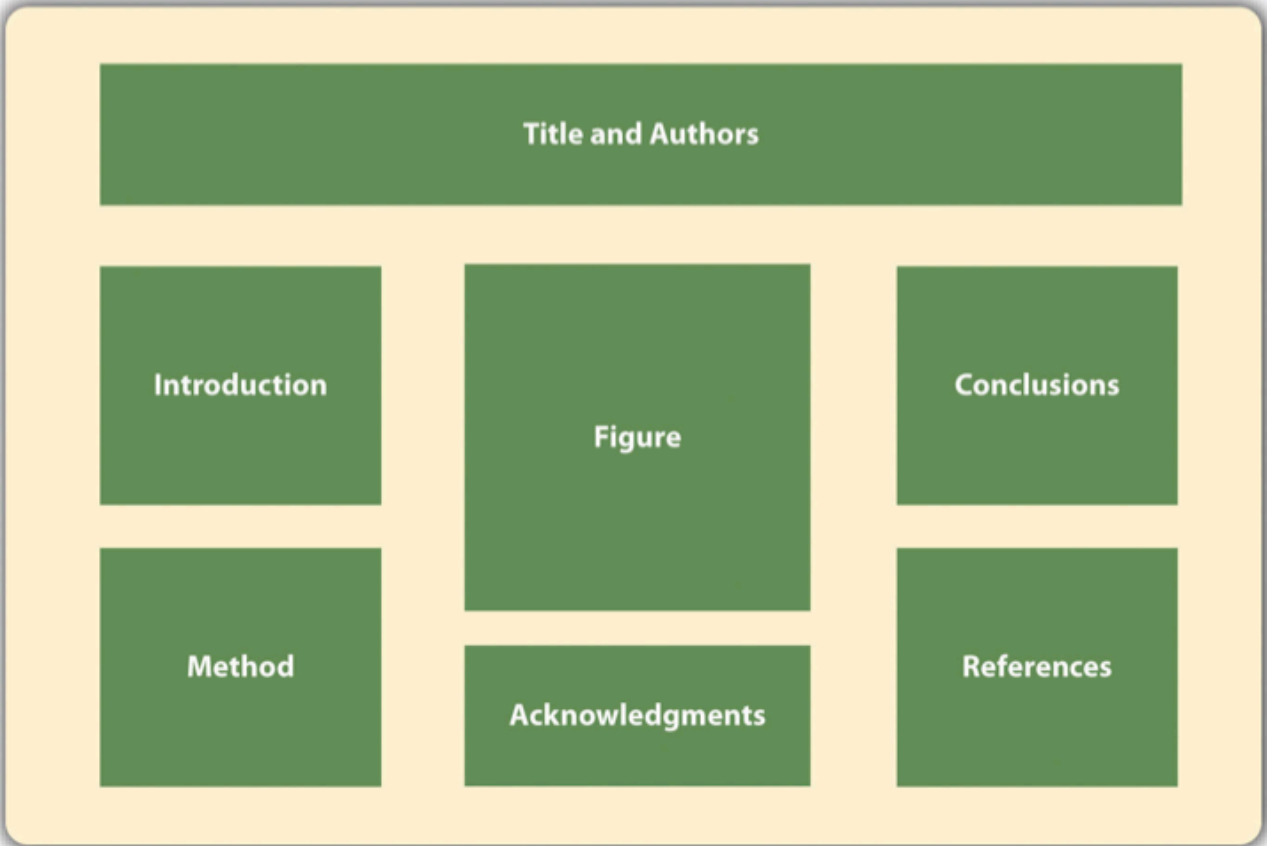 Title and Authors
Introduction
Method
Figure
Acknowledgments
Conclusions
References